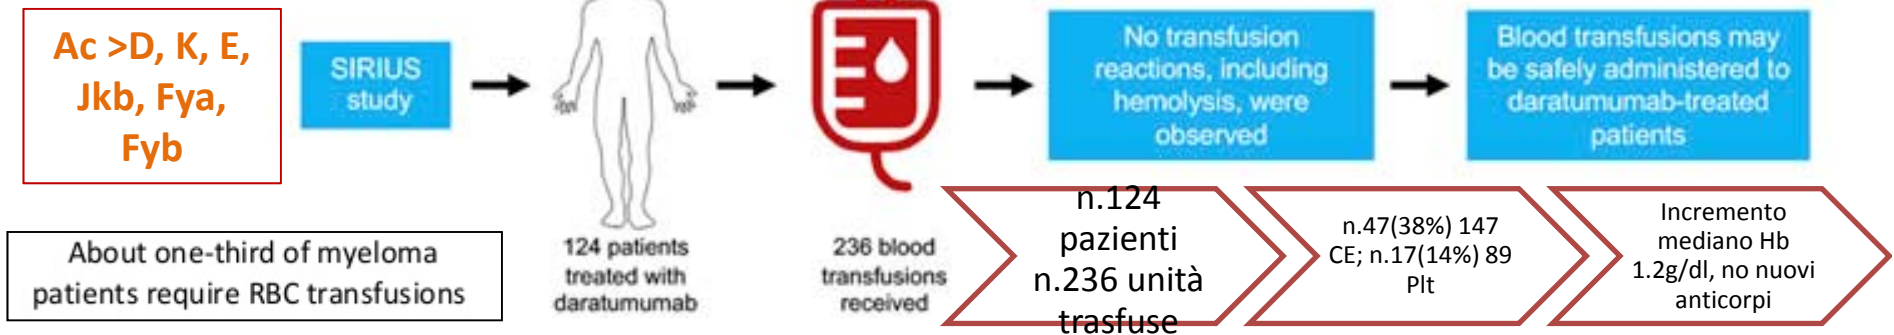 Ac >D, K, E,
Jkb, Fya,
Fyb
SIRIUS
study
No transfusion
reactions, including
hemolysis, were
observed
Blood transfusions may
be safely administered to
daratumumab-treated
patients
About one-third of myeloma
patients require RBC transfusions
124 patients
treated with
daratumumab
236 blood
transfusions
received
n.124
pazienti
n.236 unità
trasfuse
n.47(38%) 147
CE; n.17(14%) 89
Plt
Incremento
mediano Hb
1.2g/dl, no nuovi
anticorpi